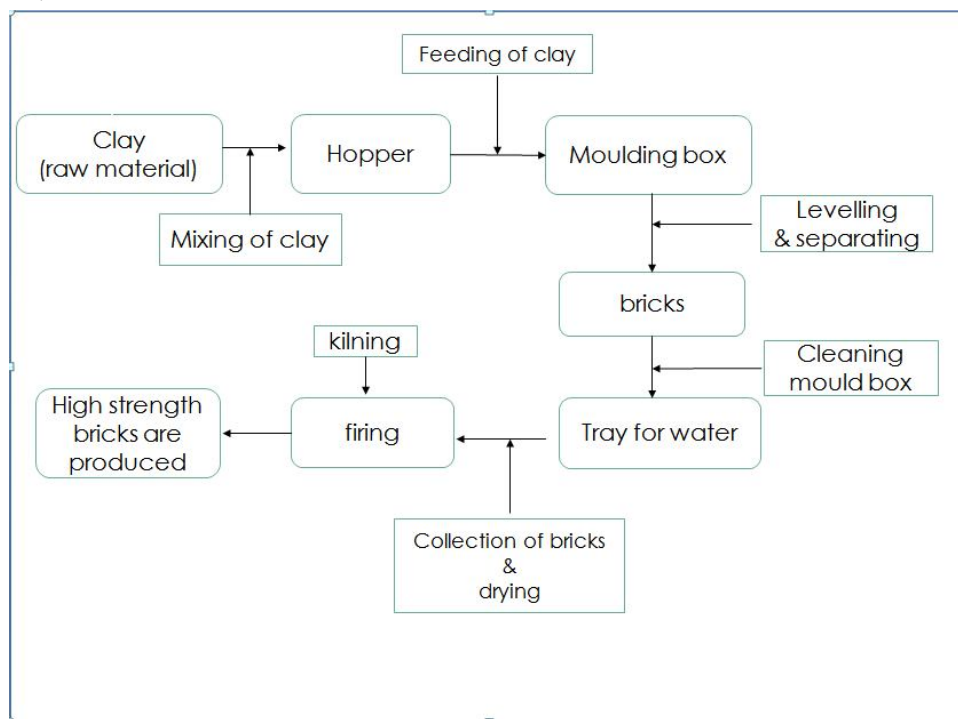 Feeding of clay
Clay
(raw material)
Hopper
Moulding box
Mixing of clay
Levelling
& separating
bricks
kilning
Cleaning
mould box
High strength
bricks are
produced
firing
Tray for water
Collection of bricks
&
drying